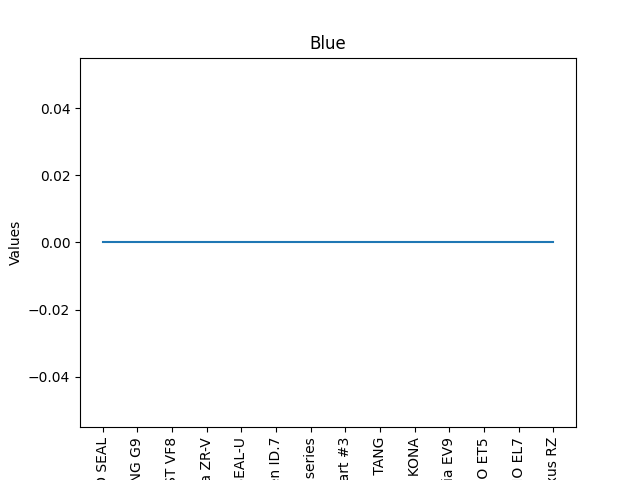 Blue
Values
0.04
0.02
0.00
−0.02
−0.04
SEAL
NG G9
ST VF8
a ZR-V
EAL-U
n ID.7
series
art #3
TANG
KONA
ia EV9
O ET5
O EL7
xus RZ